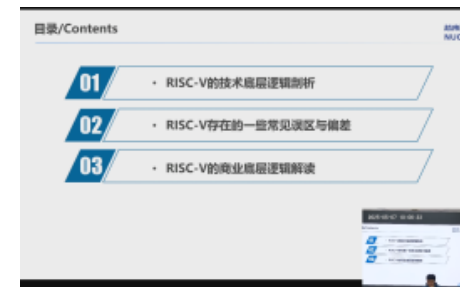 目录/Contents
01
· RISC-V的技术底层逻辑剖析
02
· RISC-V存在的一些常见误区与偏差
03
· RISC-V的商业底层逻辑解读